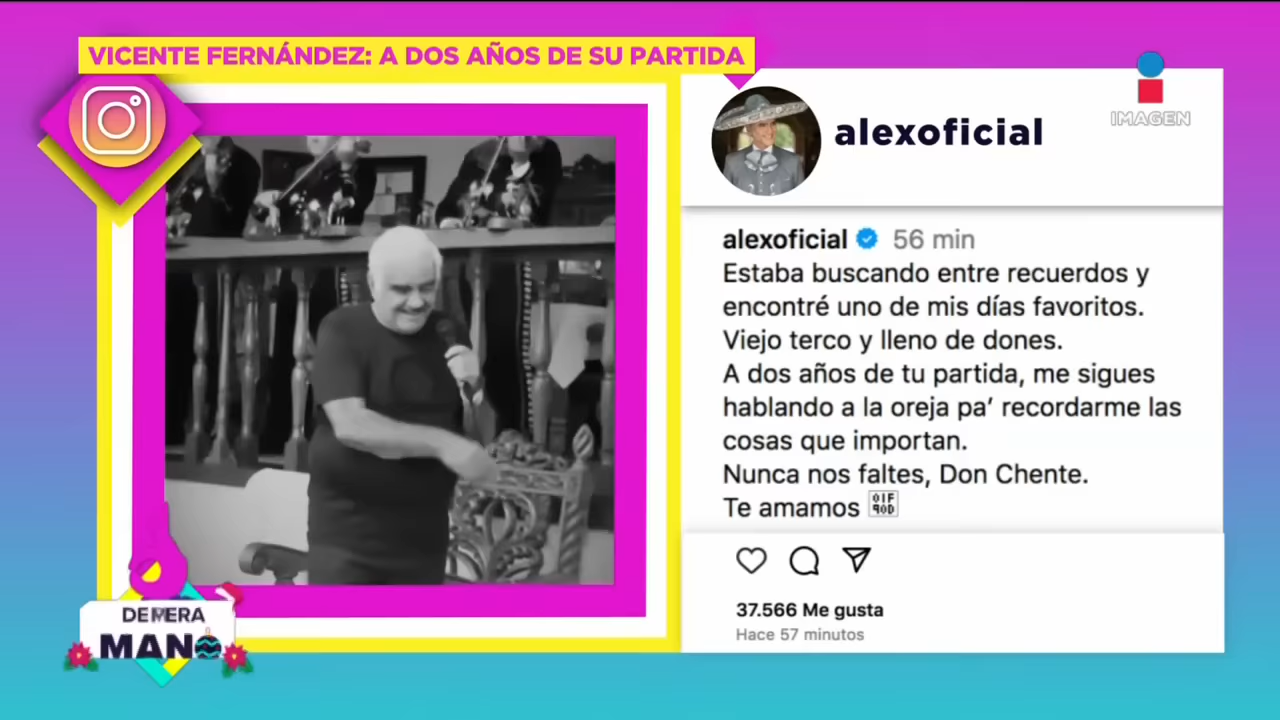 VICENTE FERNÁNDEZ: A DOS AÑOS DE SU PARTIDA
IMAGEN
alexoficial
alexoficial 56 min
Estaba buscando entre recuerdos y
encontré uno de mis días favoritos.
Viejo terco y lleno de dones.
A dos años de tu partida, me sigues
hablando a la oreja pa’ recordarme las
cosas que importan.
Nunca nos faltes, Don Chente.
Te amamos
37.566 Me gusta
Hace 57 minutos
MANO